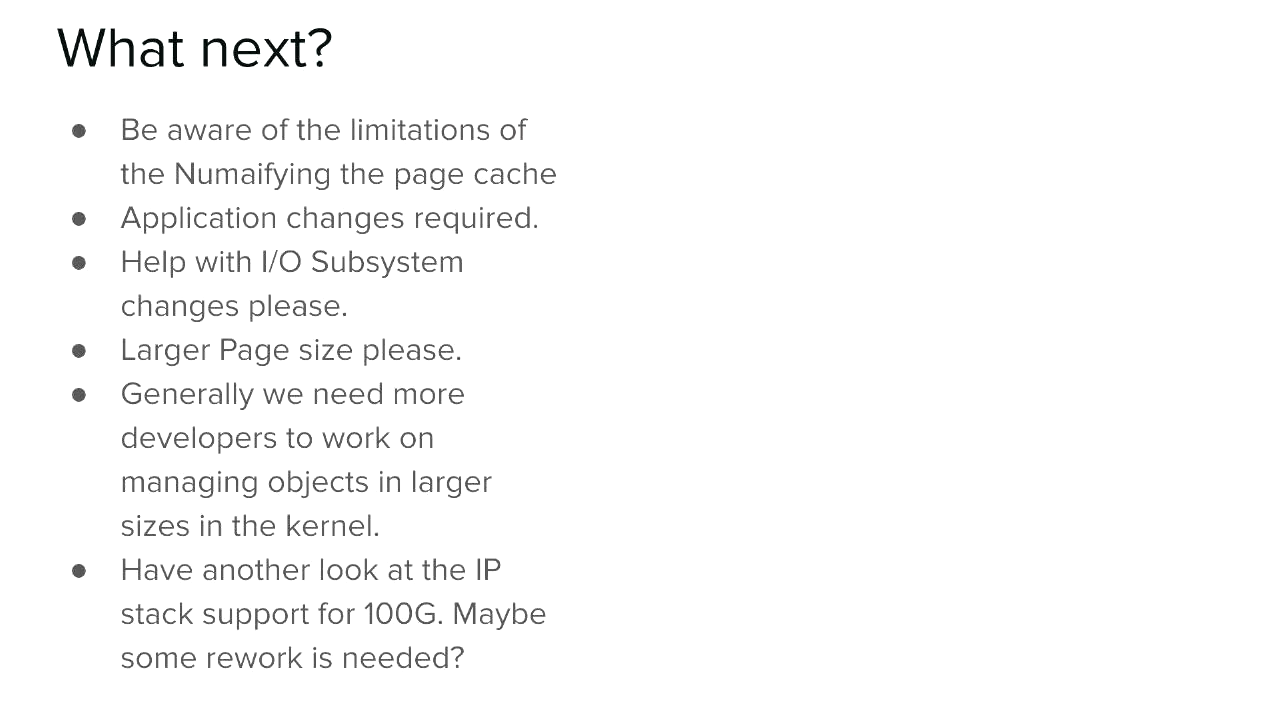 What next?
● Be aware of the limitations of
the Numaifying the page cache
● Application changes required.
● Help with I/O Subsystem
changes please.
● Larger Page size please.
● Generally we need more
developers to work on
managing objects in larger
sizes in the kernel.
● Have another look at the IP
stack support for 100G. Maybe
some rework is needed?